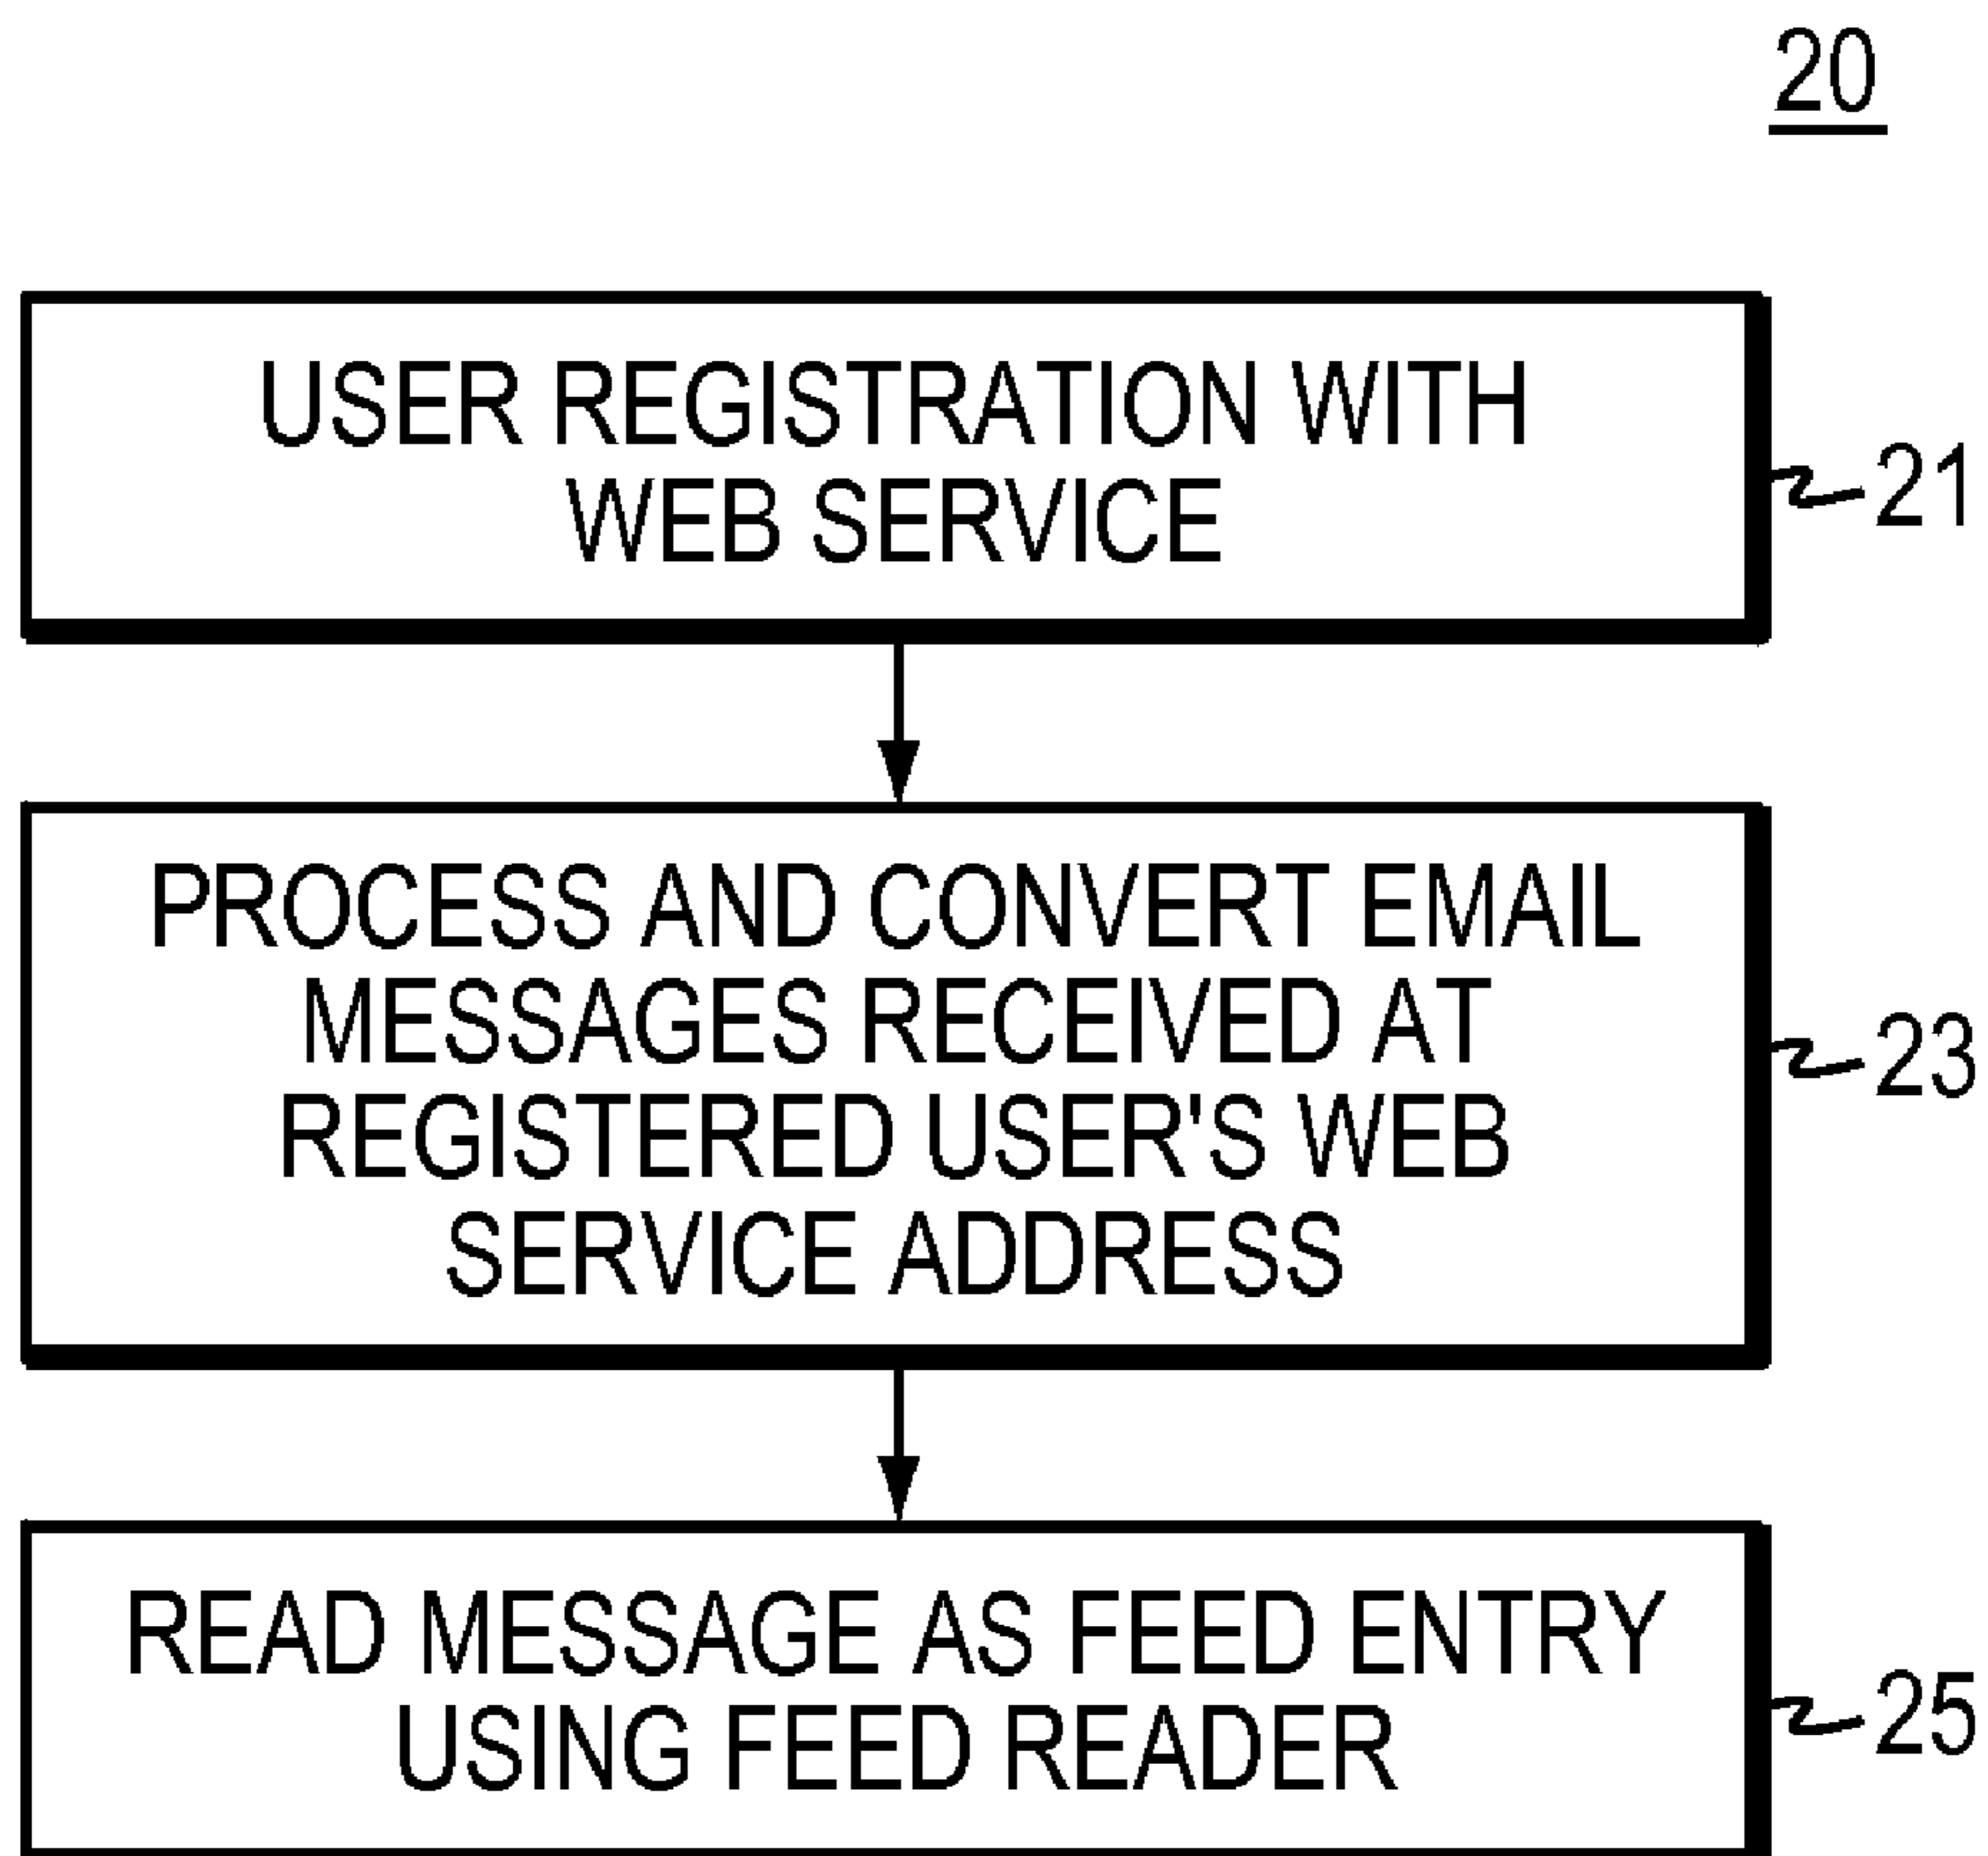 20
USER REGISTRATION WITH
WEB SERVICE
21
PROCESS AND CONVERT EMAIL
MESSAGES RECEIVED AT
REGISTERED USER'S WEB
SERVICE ADDRESS
23
READ MESSAGE AS FEED ENTRY
USING FEED READER
25